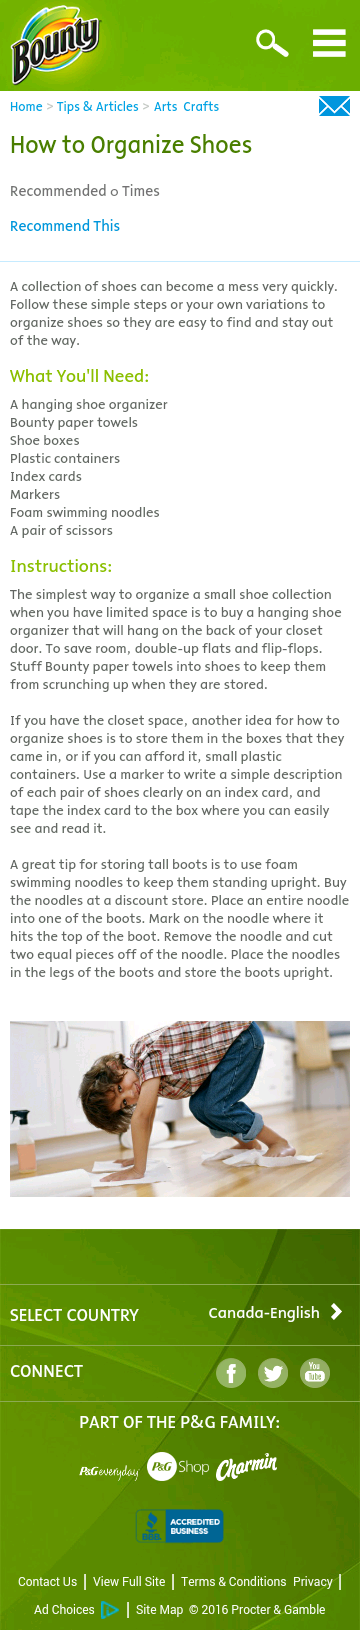 Bounty
Home > Tips & Articles > Arts Crafts
How to Organize Shoes
Recommended 0 Times
Recommend This
A collection of shoes can become a mess very quickly.
Follow these simple steps or your own variations to
organize shoes so they are easy to find and stay out
of the way.
What You'll Need:
A hanging shoe organizer
Bounty paper towels
Shoe boxes
Plastic containers
Index cards
Markers
Foam swimming noodles
A pair of scissors
Instructions:
The simplest way to organize a small shoe collection
when you have limited space is to buy a hanging shoe
organizer that will hang on the back of your closet
door. To save room, double-up flats and flip-flops.
Stuff Bounty paper towels into shoes to keep them
from scrunching up when they are stored.
If you have the closet space, another idea for how to
organize shoes is to store them in the boxes that they
came in, or if you can afford it, small plastic
containers. Use a marker to write a simple description
of each pair of shoes clearly on an index card, and
tape the index card to the box where you can easily
see and read it.
A great tip for storing tall boots is to use foam
swimming noodles to keep them standing upright. Buy
the noodles at a discount store. Place an entire noodle
into one of the boots. Mark on the noodle where it
hits the top of the boot. Remove the noodle and cut
two equal pieces off of the noodle. Place the noodles
in the legs of the boots and store the boots upright.
SELECT COUNTRY Canada-English
CONNECT f You Tube
PART OF THE P&G FAMILY:
P&G everyday P&G Shop Charmin
BBB. ACCREDITED BUSINESS
Contact Us | View Full Site | Terms & Conditions Privacy |
Ad Choices | Site Map © 2016 Procter & Gamble